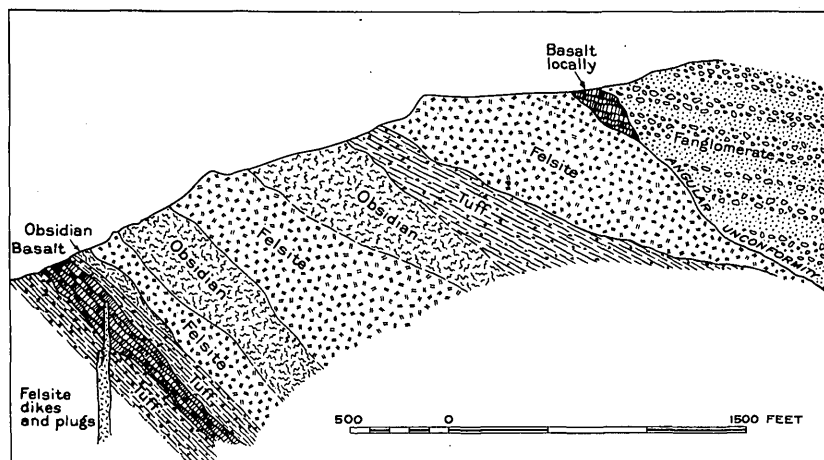 Basalt
locally
Fanglomerate
Felsite
ANGULAR UNCONFORMITY
Tuff
Obsidian
Felsite
Obsidian
Obsidian
Basalt
Felsite
Tuff
Tuff
Felsite
dikes
and plugs
500 0 1500 FEET